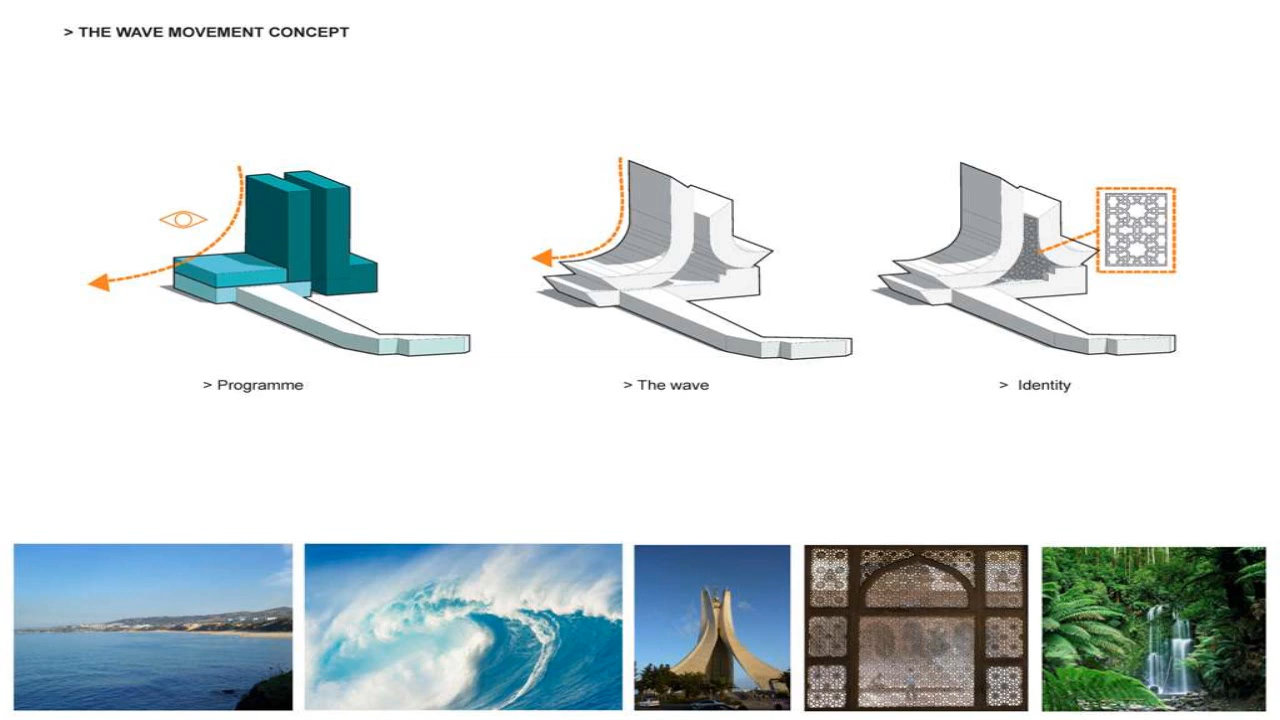 > THE WAVE MOVEMENT CONCEPT
> Programme
> The wave
> Identity